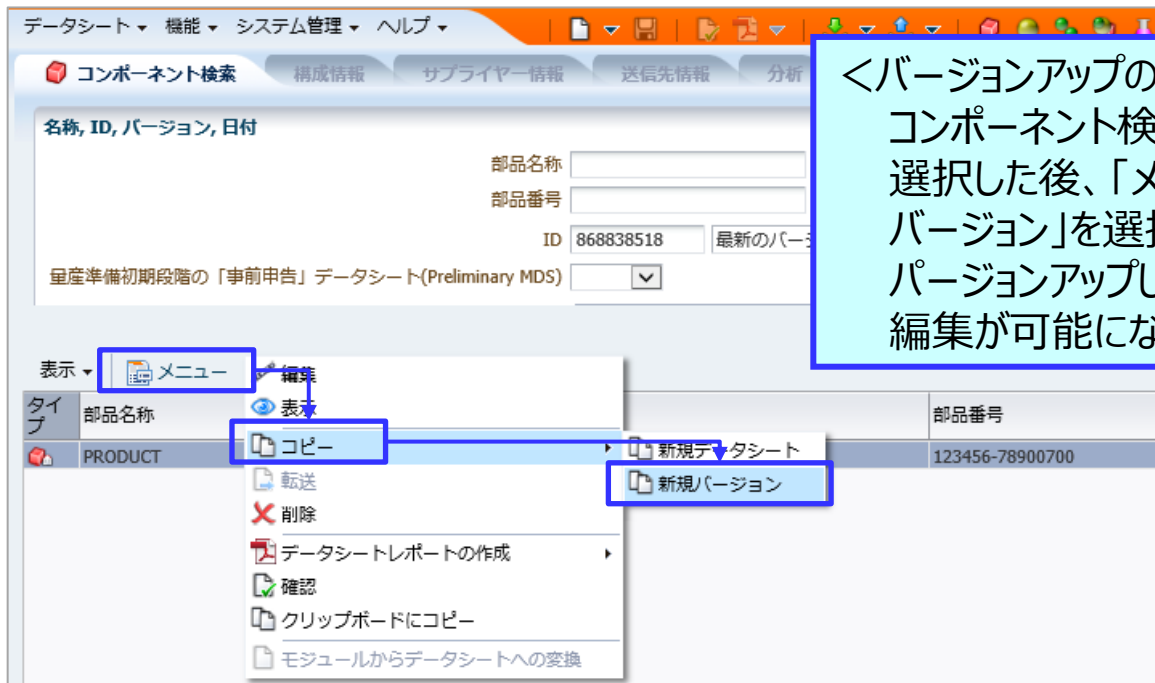 データシート 機能 システム管理 ヘルプ
コンポーネント検索 構成情報 サプライヤー情報 送信先情報 分析
<バージョンアップの
コンポーネント検
選択した後、「メ
バージョン」を選
パージョンアップし
編集が可能にな
名称, ID, バージョン, 日付
部品名称
部品番号
ID 868838518 最新のバー
量産準備初期段階の「事前申告」データシート(Preliminary MDS)
表示 メニュー
タイプ 部品名称 部品番号
PRODUCT 123456-78900700
編集
表示
コピー
転送
削除
データシートレポートの作成
確認
クリップボードにコピー
モジュールからデータシートへの変換
新規データシート
新規バージョン